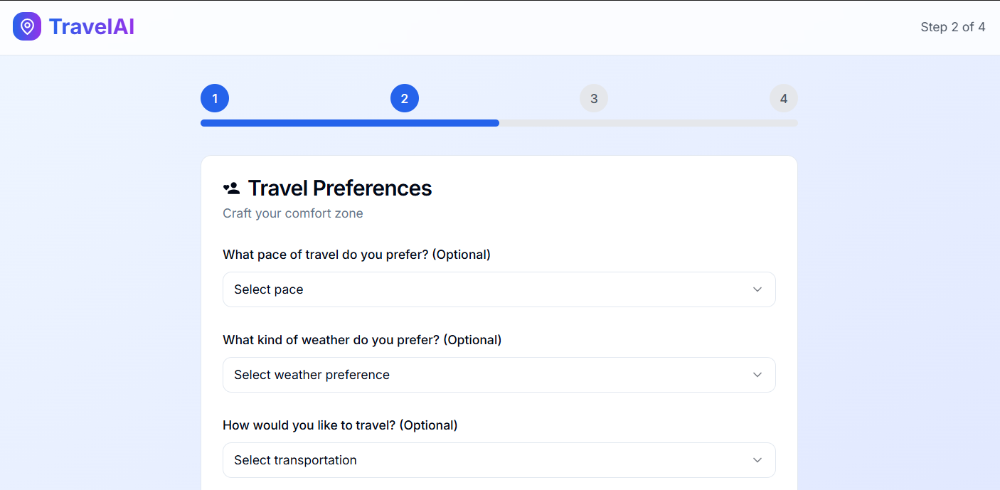 TravelAI
Step 2 of 4
1 2 3 4
Travel Preferences
Craft your comfort zone
What pace of travel do you prefer? (Optional)
Select pace
What kind of weather do you prefer? (Optional)
Select weather preference
How would you like to travel? (Optional)
Select transportation